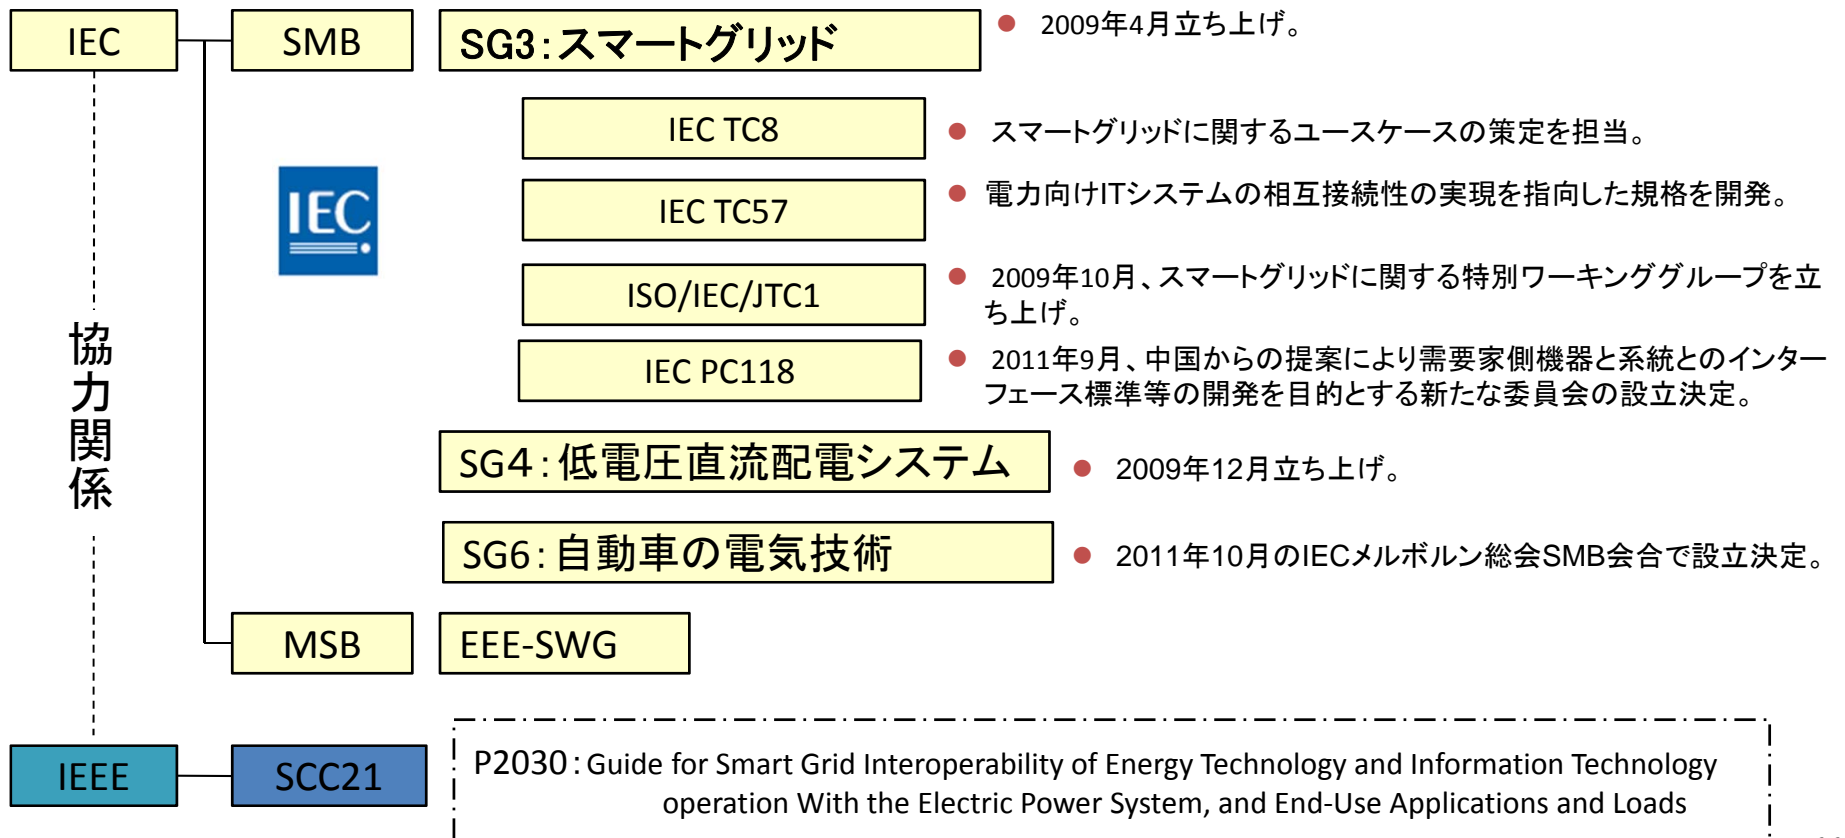 IEC
SMB
SG3：スマートグリッド
● 2009年4月立ち上げ。
IEC TC8
● スマートグリッドに関するユースケースの策定を担当。
IEC
IEC TC57
● 電力向けITシステムの相互接続性の実現を指向した規格を開発。
ISO/IEC/JTC1
● 2009年10月、スマートグリッドに関する特別ワーキンググループを立
ち上げ。
IEC PC118
● 2011年9月、中国からの提案により需要家側機器と系統とのインター
フェース標準等の開発を目的とする新たな委員会の設立決定。
協力関係
SG4：低電圧直流配電システム
● 2009年12月立ち上げ。
SG6：自動車の電気技術
● 2011年10月のIECメルボルン総会SMB会合で設立決定。
MSB
EEE-SWG
IEEE
SCC21
P2030：Guide for Smart Grid Interoperability of Energy Technology and Information Technology
operation With the Electric Power System, and End-Use Applications and Loads